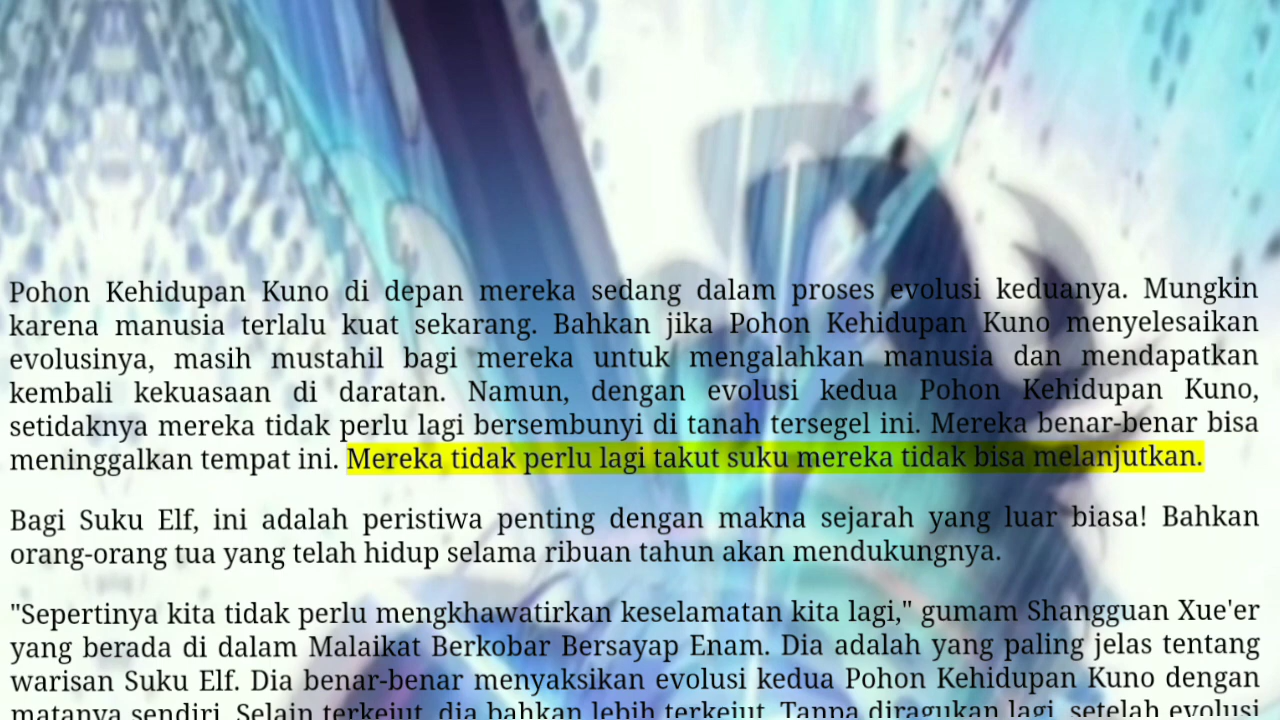 Pohon Kehidupan Kuno di depan mereka sedang dalam proses evolusi keduanya. Mungkin
karena manusia terlalu kuat sekarang. Bahkan jika Pohon Kehidupan Kuno menyelesaikan
evolusinya, masih mustahil bagi mereka untuk mengalahkan manusia dan mendapatkan
kembali kekuasaan di daratan. Namun, dengan evolusi kedua Pohon Kehidupan Kuno,
setidaknya mereka tidak perlu lagi bersembunyi di tanah tersegel ini. Mereka benar-benar bisa
meninggalkan tempat ini. Mereka tidak perlu lagi takut suku mereka tidak bisa melanjutkan.
Bagi Suku Elf, ini adalah peristiwa penting dengan makna sejarah yang luar biasa! Bahkan
orang-orang tua yang telah hidup selama ribuan tahun akan mendukungnya.
"Sepertinya kita tidak perlu mengkhawatirkan keselamatan kita lagi," gumam Shangguan Xue'er
yang berada di dalam Malaikat Berkobar Bersayap Enam. Dia adalah yang paling jelas tentang
warisan Suku Elf. Dia benar-benar menyaksikan evolusi kedua Pohon Kehidupan Kuno dengan
matanya sendiri. Selain terkejut, dia bahkan lebih terkejut. Tanpa diragukan lagi, setelah evolusi